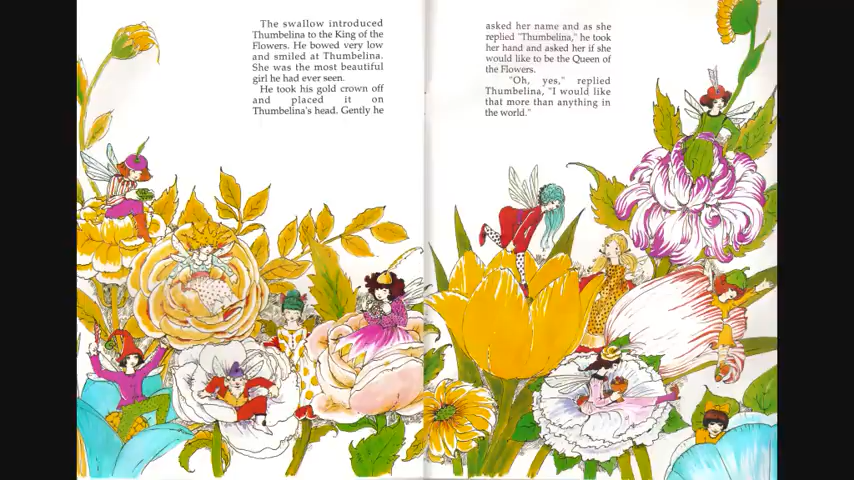 The swallow introduced
Thumbelina to the King of the
Flowers. He bowed very low
and smiled at Thumbelina.
She was the most beautiful
girl he had ever seen.
He took his gold crown off
and placed it on
Thumbelina's head. Gently he
asked her name and as she
replied "Thumbelina," he took
her hand and asked her if she
would like to be the Queen of
the Flowers.
"Oh, yes," replied
Thumbelina, "I would like
that more than anything in
the world."